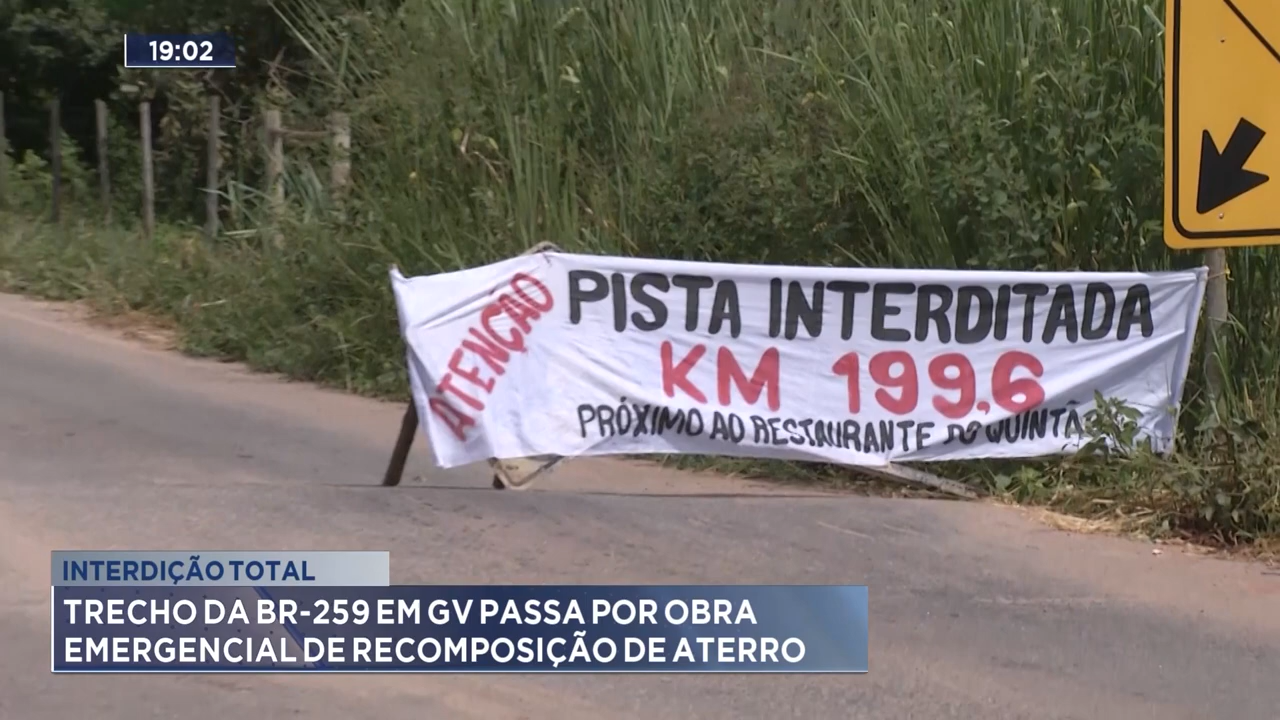 19:02
ATENÇÃO
PISTA INTERDITADA
KM 199,6
PRÓXIMO AO RESTAURANTE DO QUINTÃ
INTERDIÇÃO TOTAL
TRECHO DA BR-259 EM GV PASSA POR OBRA
EMERGENCIAL DE RECOMPOSIÇÃO DE ATERRO